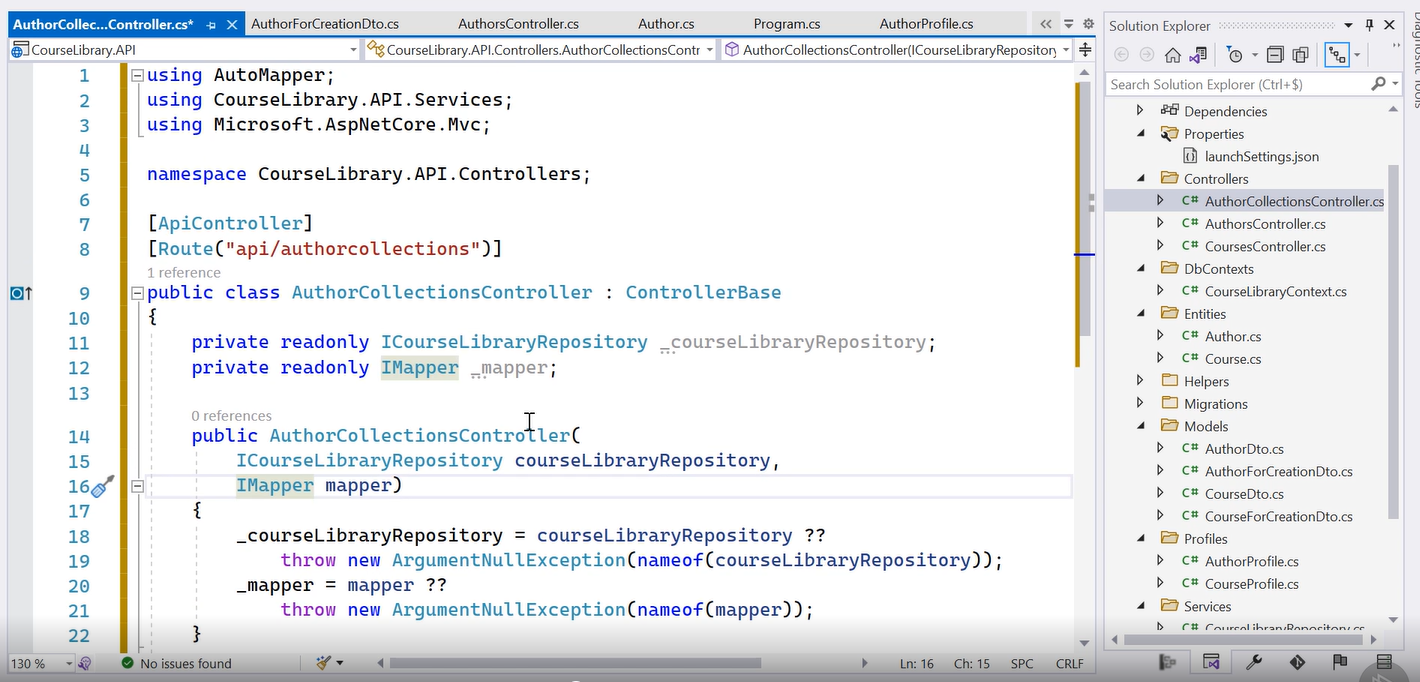 AuthorCollec...Controller.cs*
AuthorForCreationDto.cs
AuthorsController.cs
Author.cs
Program.cs
AuthorProfile.cs
CourseLibrary.API
CourseLibrary.API.Controllers.AuthorCollectionsContr
AuthorCollectionsController(ICourseLibraryRepository
1 using AutoMapper;
2 using CourseLibrary.API.Services;
3 using Microsoft.AspNetCore.Mvc;
4
5 namespace CourseLibrary.API.Controllers;
6
7 [ApiController]
8 [Route("api/authorcollections")]
1 reference
9 public class AuthorCollectionsController : ControllerBase
10 {
11 private readonly ICourseLibraryRepository _courseLibraryRepository;
12 private readonly IMapper _mapper;
13
0 references
14 public AuthorCollectionsController(
15 ICourseLibraryRepository courseLibraryRepository,
16 IMapper mapper)
17 {
18 _courseLibraryRepository = courseLibraryRepository ??
19 throw new ArgumentNullException(nameof(courseLibraryRepository));
20 _mapper = mapper ??
21 throw new ArgumentNullException(nameof(mapper));
22 }
130 %
No issues found
Ln: 16
Ch: 15
SPC
CRLF
Solution Explorer
Search Solution Explorer (Ctrl+$)
Dependencies
Properties
launchSettings.json
Controllers
C# AuthorCollectionsController.cs
C# AuthorsController.cs
C# CoursesController.cs
DbContexts
C# CourseLibraryContext.cs
Entities
C# Author.cs
C# Course.cs
Helpers
Migrations
Models
C# AuthorDto.cs
C# AuthorForCreationDto.cs
C# CourseDto.cs
C# CourseForCreationDto.cs
Profiles
C# AuthorProfile.cs
C# CourseProfile.cs
Services
C# CourseLibraryRepository.cs
Diagnostic Tools